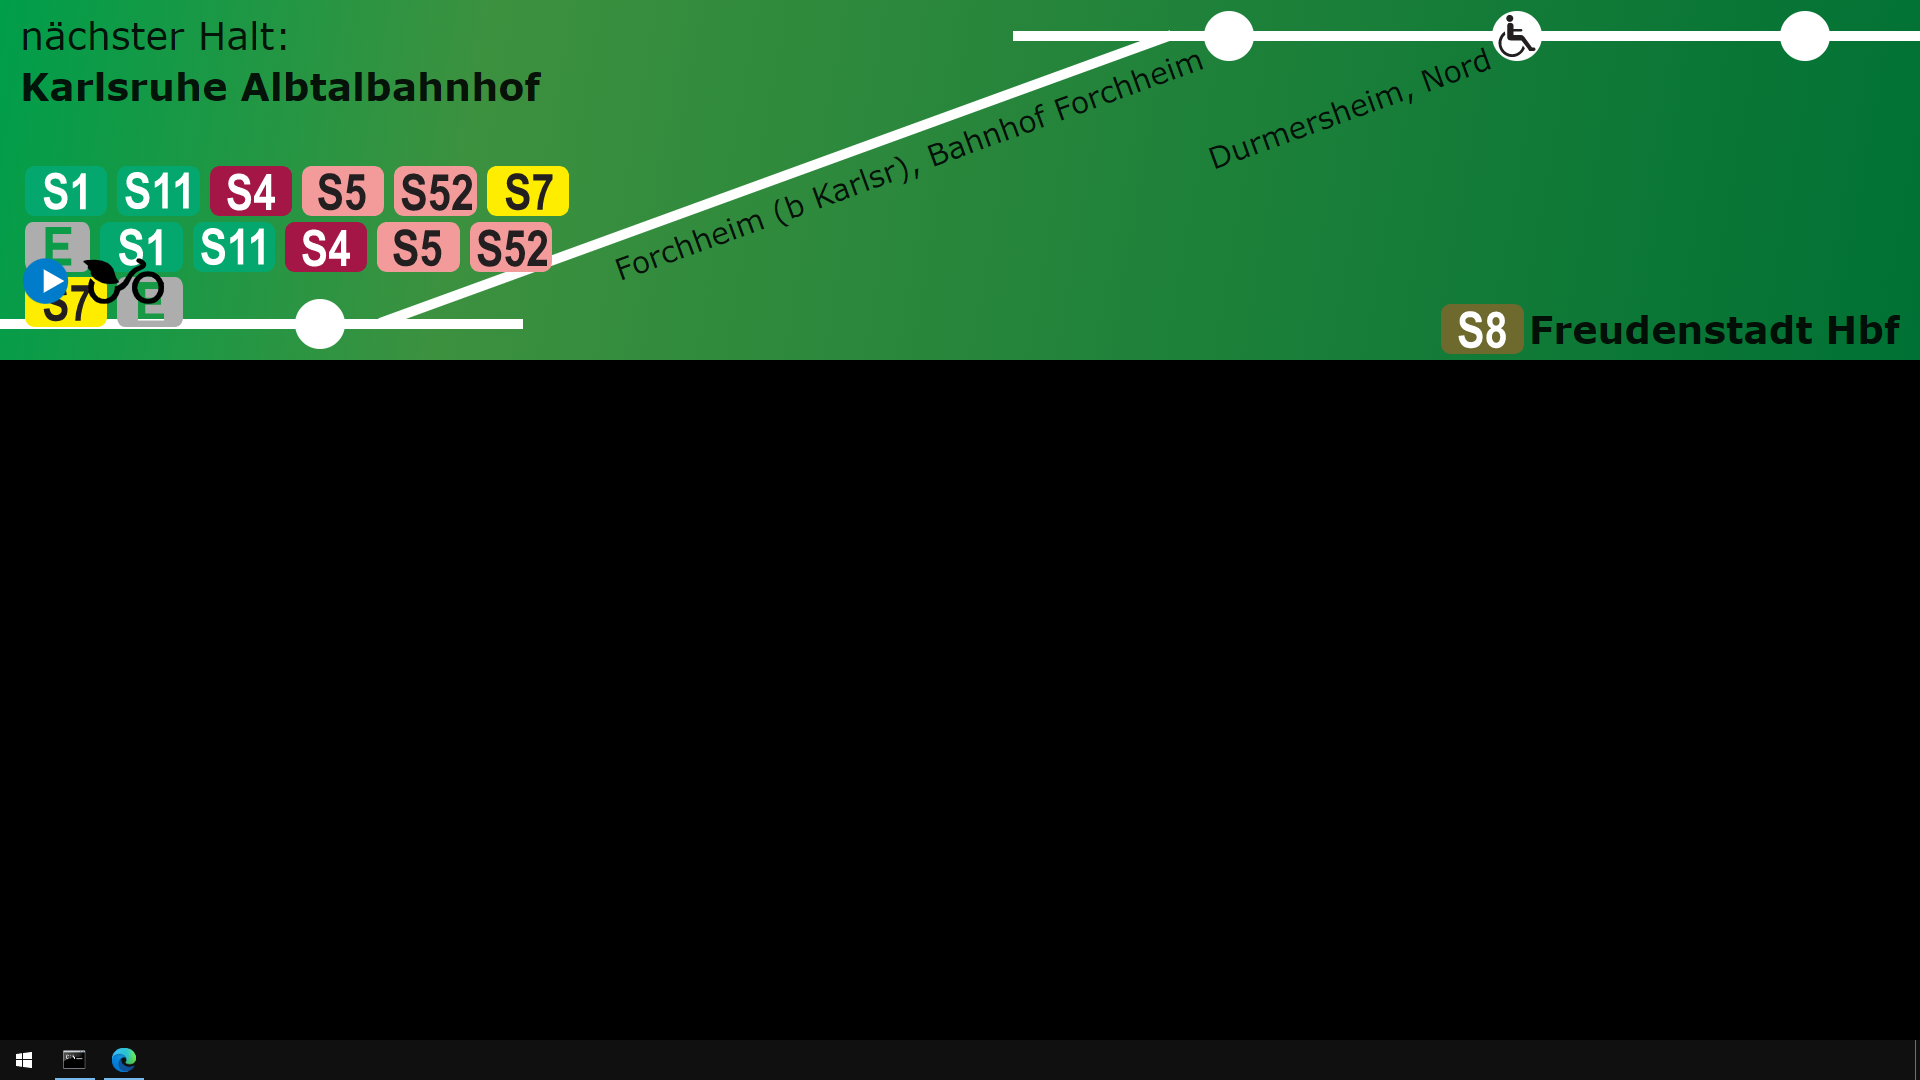 nächster Halt:
Karlsruhe Albtalbahnhof
S1 S11 S4 S5 S52 S7
E S1 S11 S4 S5 S52
S7 E
Forchheim (b Karlsr), Bahnhof Forchheim
Durmersheim, Nord
S8 Freudenstadt Hbf